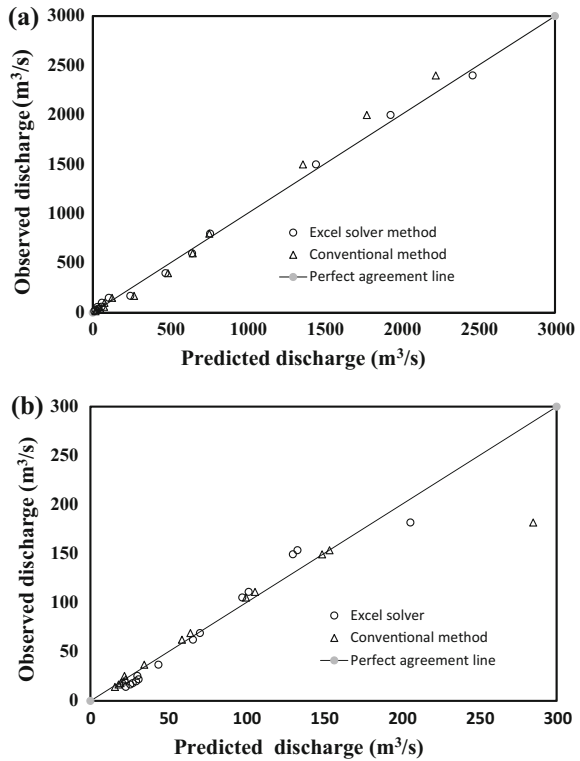 (a)
3000
2500
2000
1500
1000
500
0
Observed discharge (m³/s)
Excel solver method
Conventional method
Perfect agreement line
0 500 1000 1500 2000 2500 3000
Predicted discharge (m³/s)
(b)
300
250
200
150
100
50
0
Observed discharge (m³/s)
Excel solver
Conventional method
Perfect agreement line
0 50 100 150 200 250 300
Predicted discharge (m³/s)